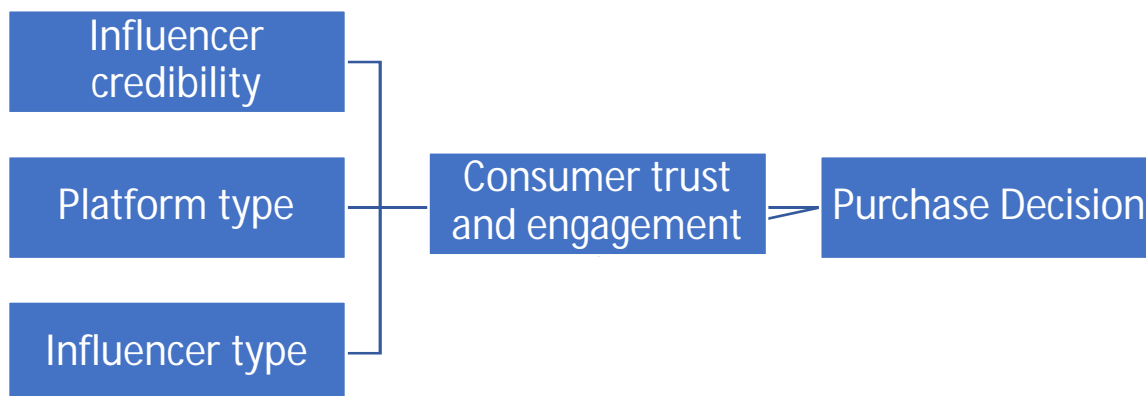 Influencer
credibility
Platform type
Influencer type
Consumer trust
and engagement
Purchase Decision